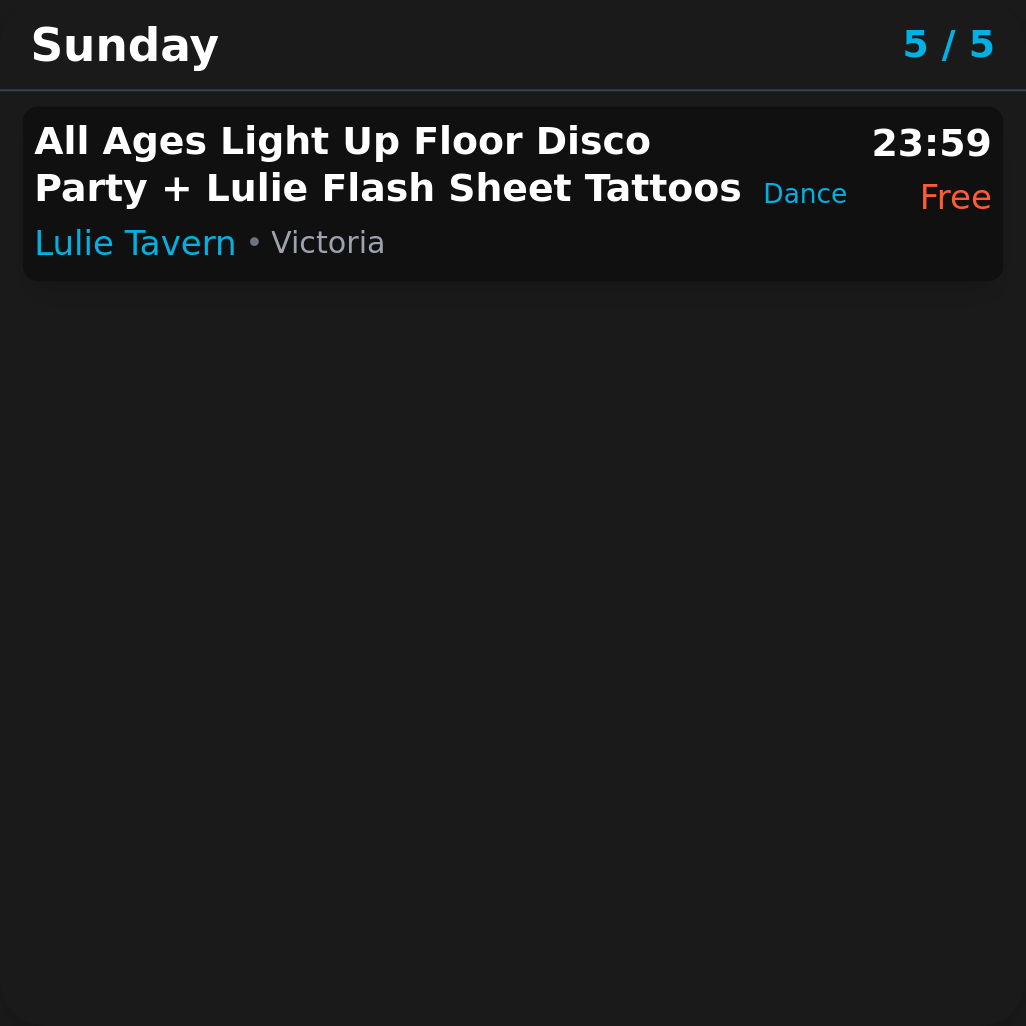 Sunday
5 / 5
All Ages Light Up Floor Disco
Party + Lulie Flash Sheet Tattoos
Dance
23:59
Free
Lulie Tavern • Victoria